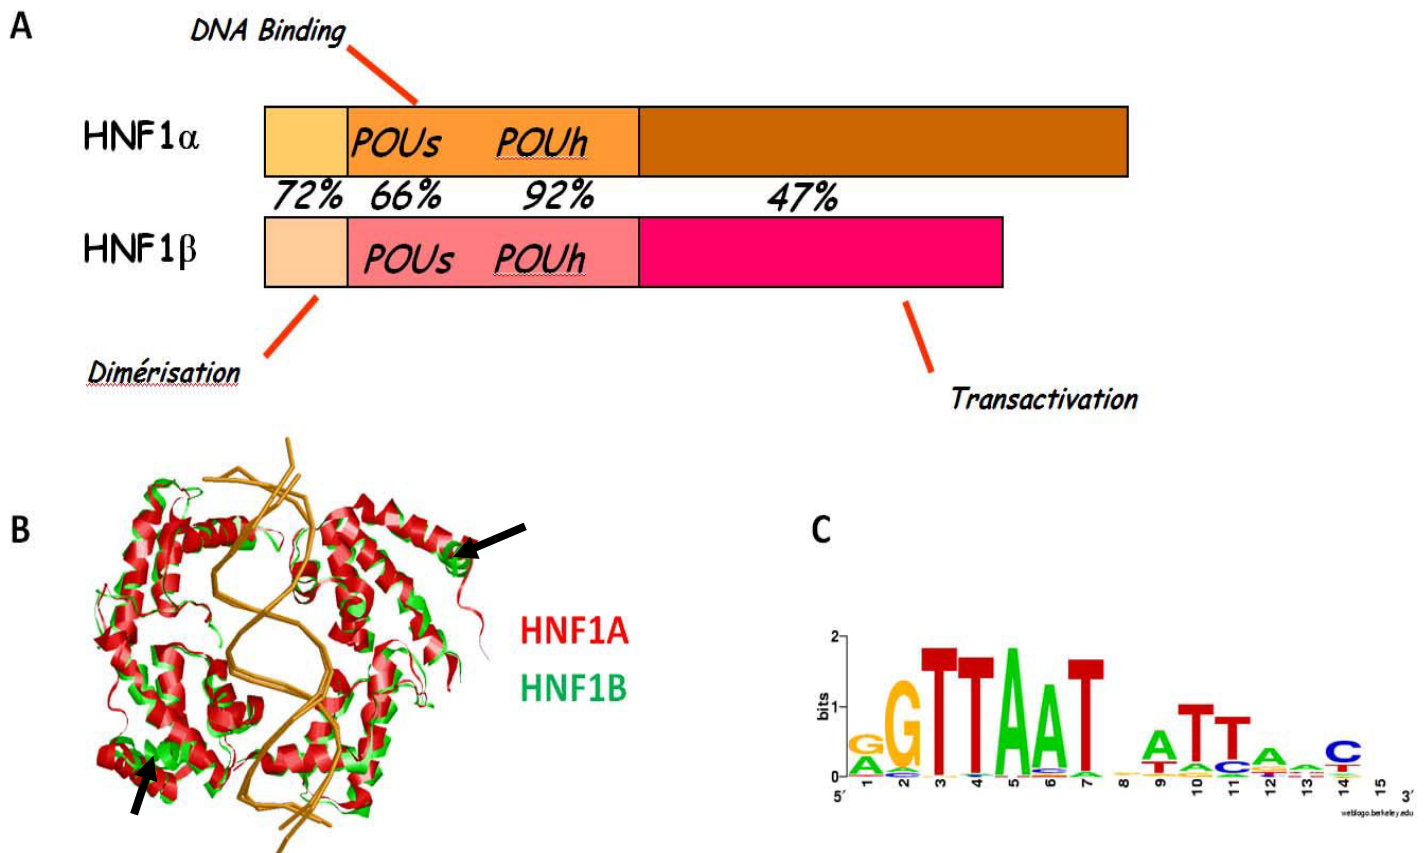 A
DNA Binding
HNF1α
POUs POUh
72% 66% 92% 47%
HNF1β
POUs POUh
Dimérisation
Transactivation
B
HNF1A
HNF1B
C
2
bits
1
0
GGTTAAT ATTAAC
A
T A C
T
1 2 3 4 5 6 7 8 9 10 11 12 13 14 15
5′ 3′
weblogo.berkeley.edu